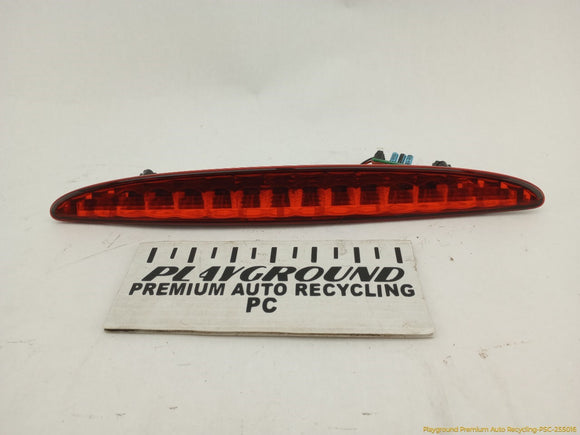 PLAYGROUND
PREMIUM AUTO RECYCLING
PC
Playground Premium Auto Recycling-PSC-255016